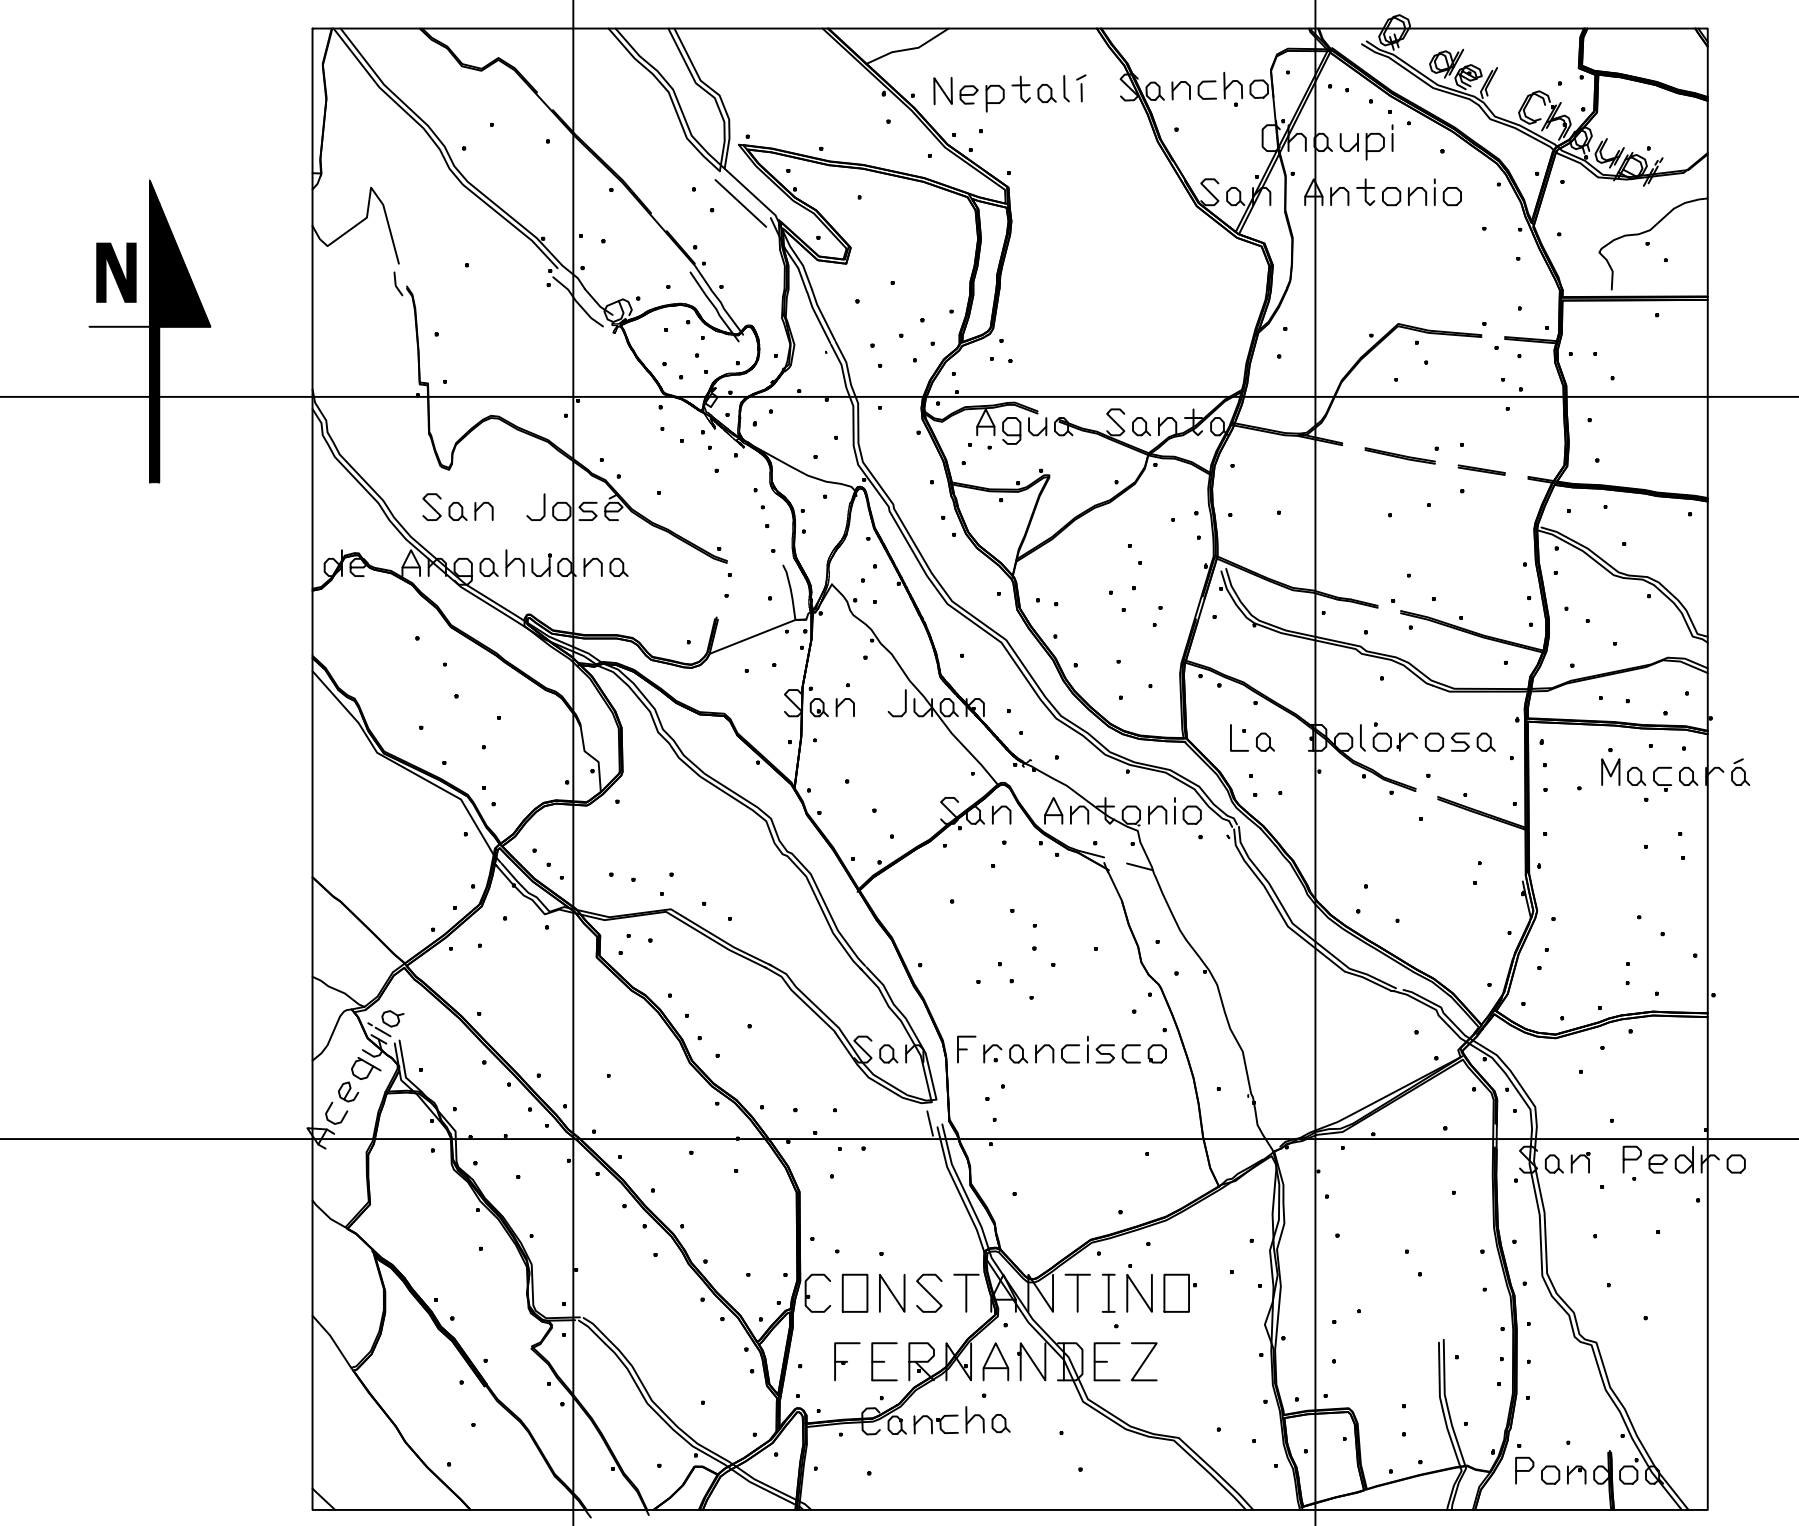 Q del Chaupi
Neptalí Sancho
Chaupi
San Antonio
N
Q
Agua Santa
San José
de Angahuana
San Juan
La Dolorosa
Macará
San Antonio
San Francisco
Acequia
San Pedro
CONSTANTINO
FERNANDEZ
Cancha
Pondoa